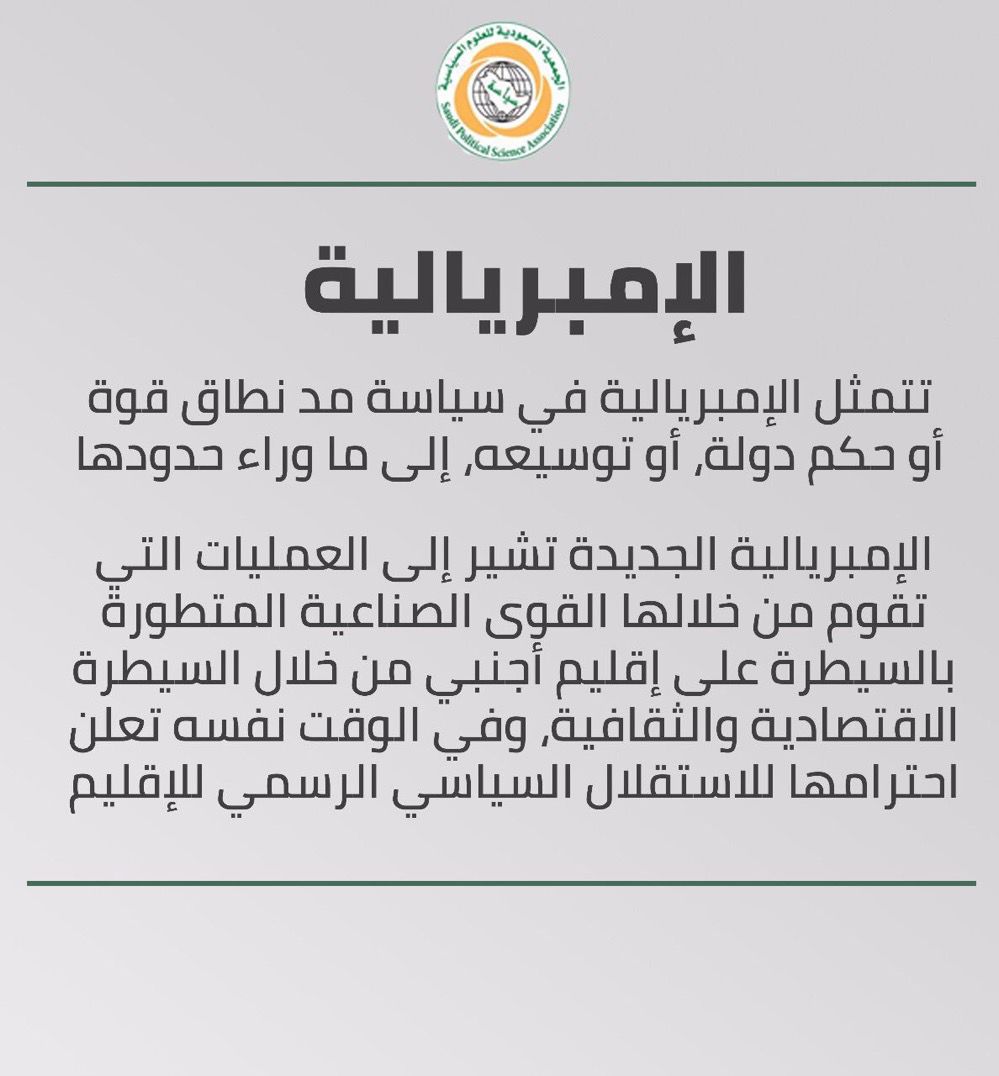 الجمعية السعودية للعلوم السياسية
سياسة
Saudi Political Science Association
الإمبريالية
تتمثل الإمبريالية في سياسة مد نطاق قوة
أو حكم دولة, أو توسيعه, إلى ما وراء حدودها
الإمبريالية الجديدة تشير إلى العمليات التي
تقوم من خلالها القوى الصناعية المتطورة
بالسيطرة على إقليم أجنبي من خلال السيطرة
الاقتصادية والثقافية, وفي الوقت نفسه تعلن
احترامها للاستقلال السياسي الرسمي للإقليم